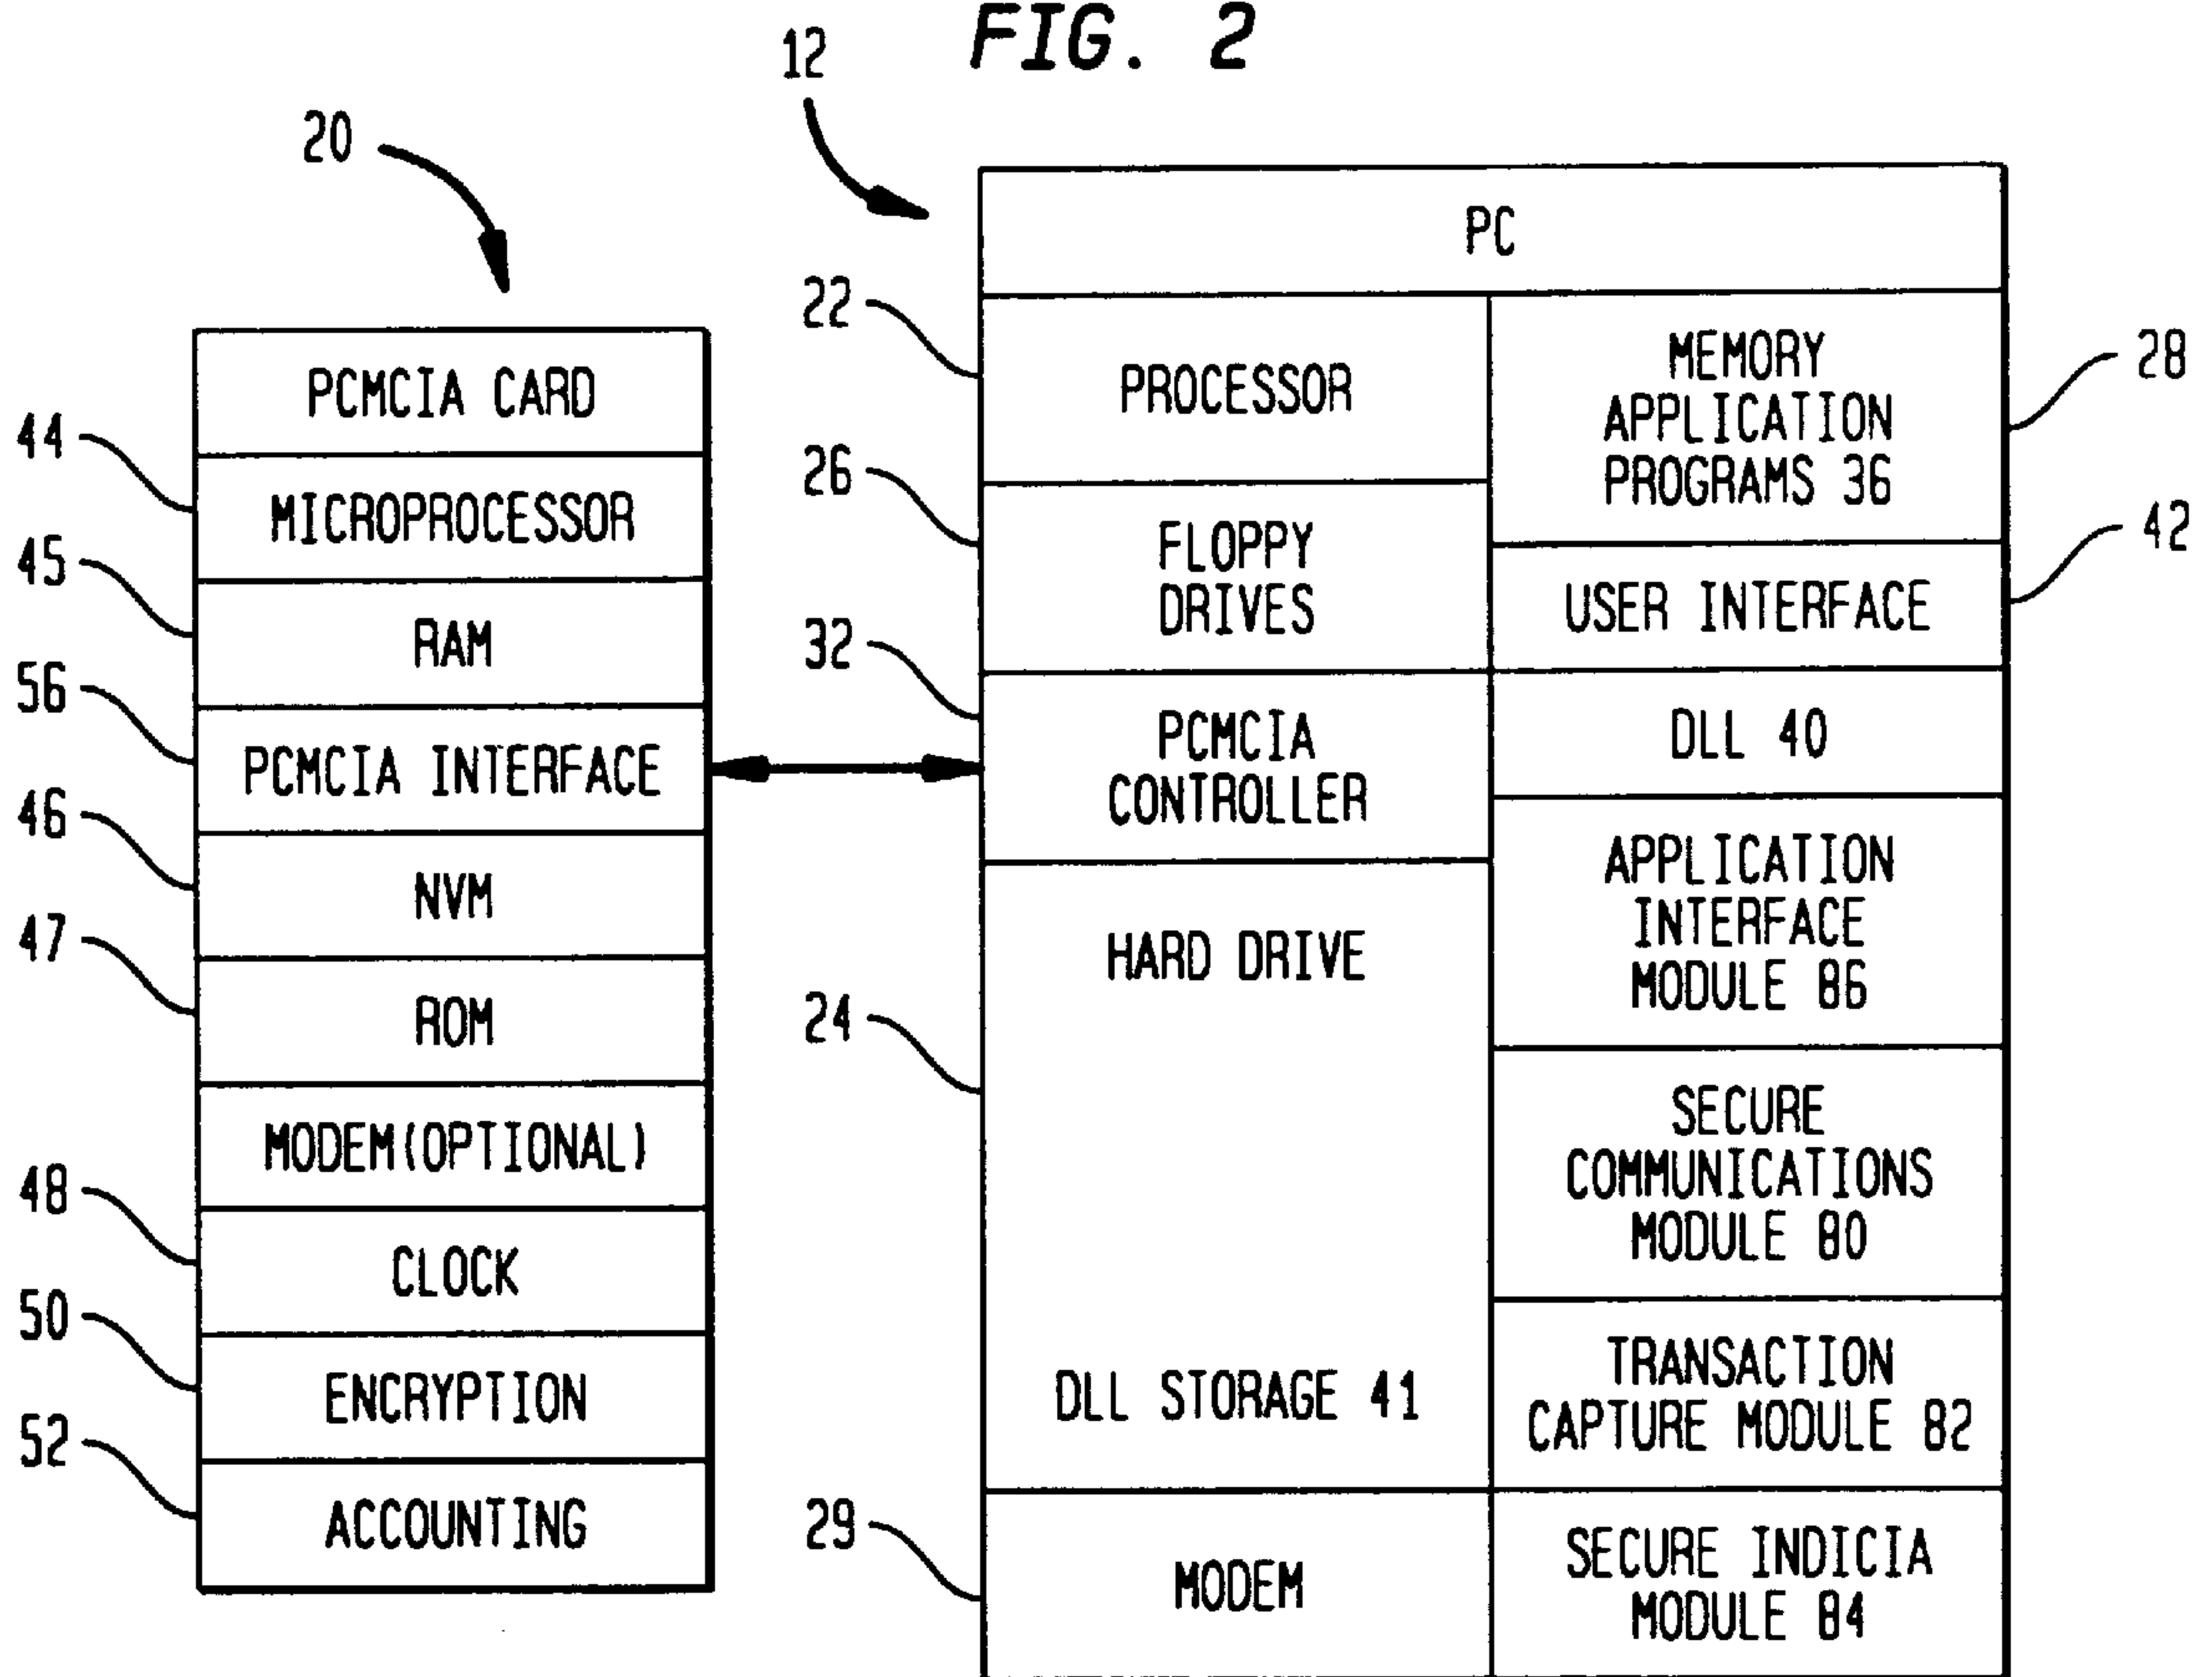 FIG. 2
20
PCMCIA CARD
44
MICROPROCESSOR
45
RAM
56
PCMCIA INTERFACE
46
NVM
47
ROM
MODEM(OPTIONAL)
48
CLOCK
50
ENCRYPTION
52
ACCOUNTING
12
PC
22
PROCESSOR
26
FLOPPY
DRIVES
32
PCMCIA
CONTROLLER
24
HARD DRIVE
DLL STORAGE 41
29
MODEM
28
MEMORY
APPLICATION
PROGRAMS 36
42
USER INTERFACE
DLL 40
APPLICATION
INTERFACE
MODULE 86
SECURE
COMMUNICATIONS
MODULE 80
TRANSACTION
CAPTURE MODULE 82
SECURE INDICIA
MODULE 84